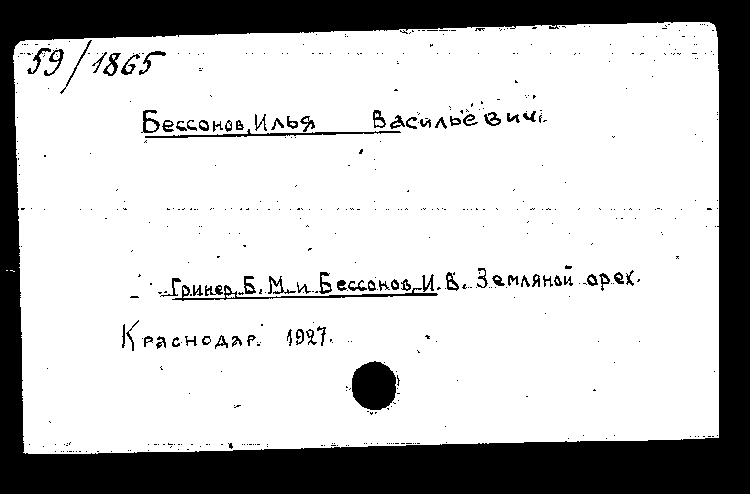 59/1865
Бессонов, Илья Васильевич.
Гринер, Б. М. и Бессонов, И. В. Земляной орех.
Краснодар. 1927.